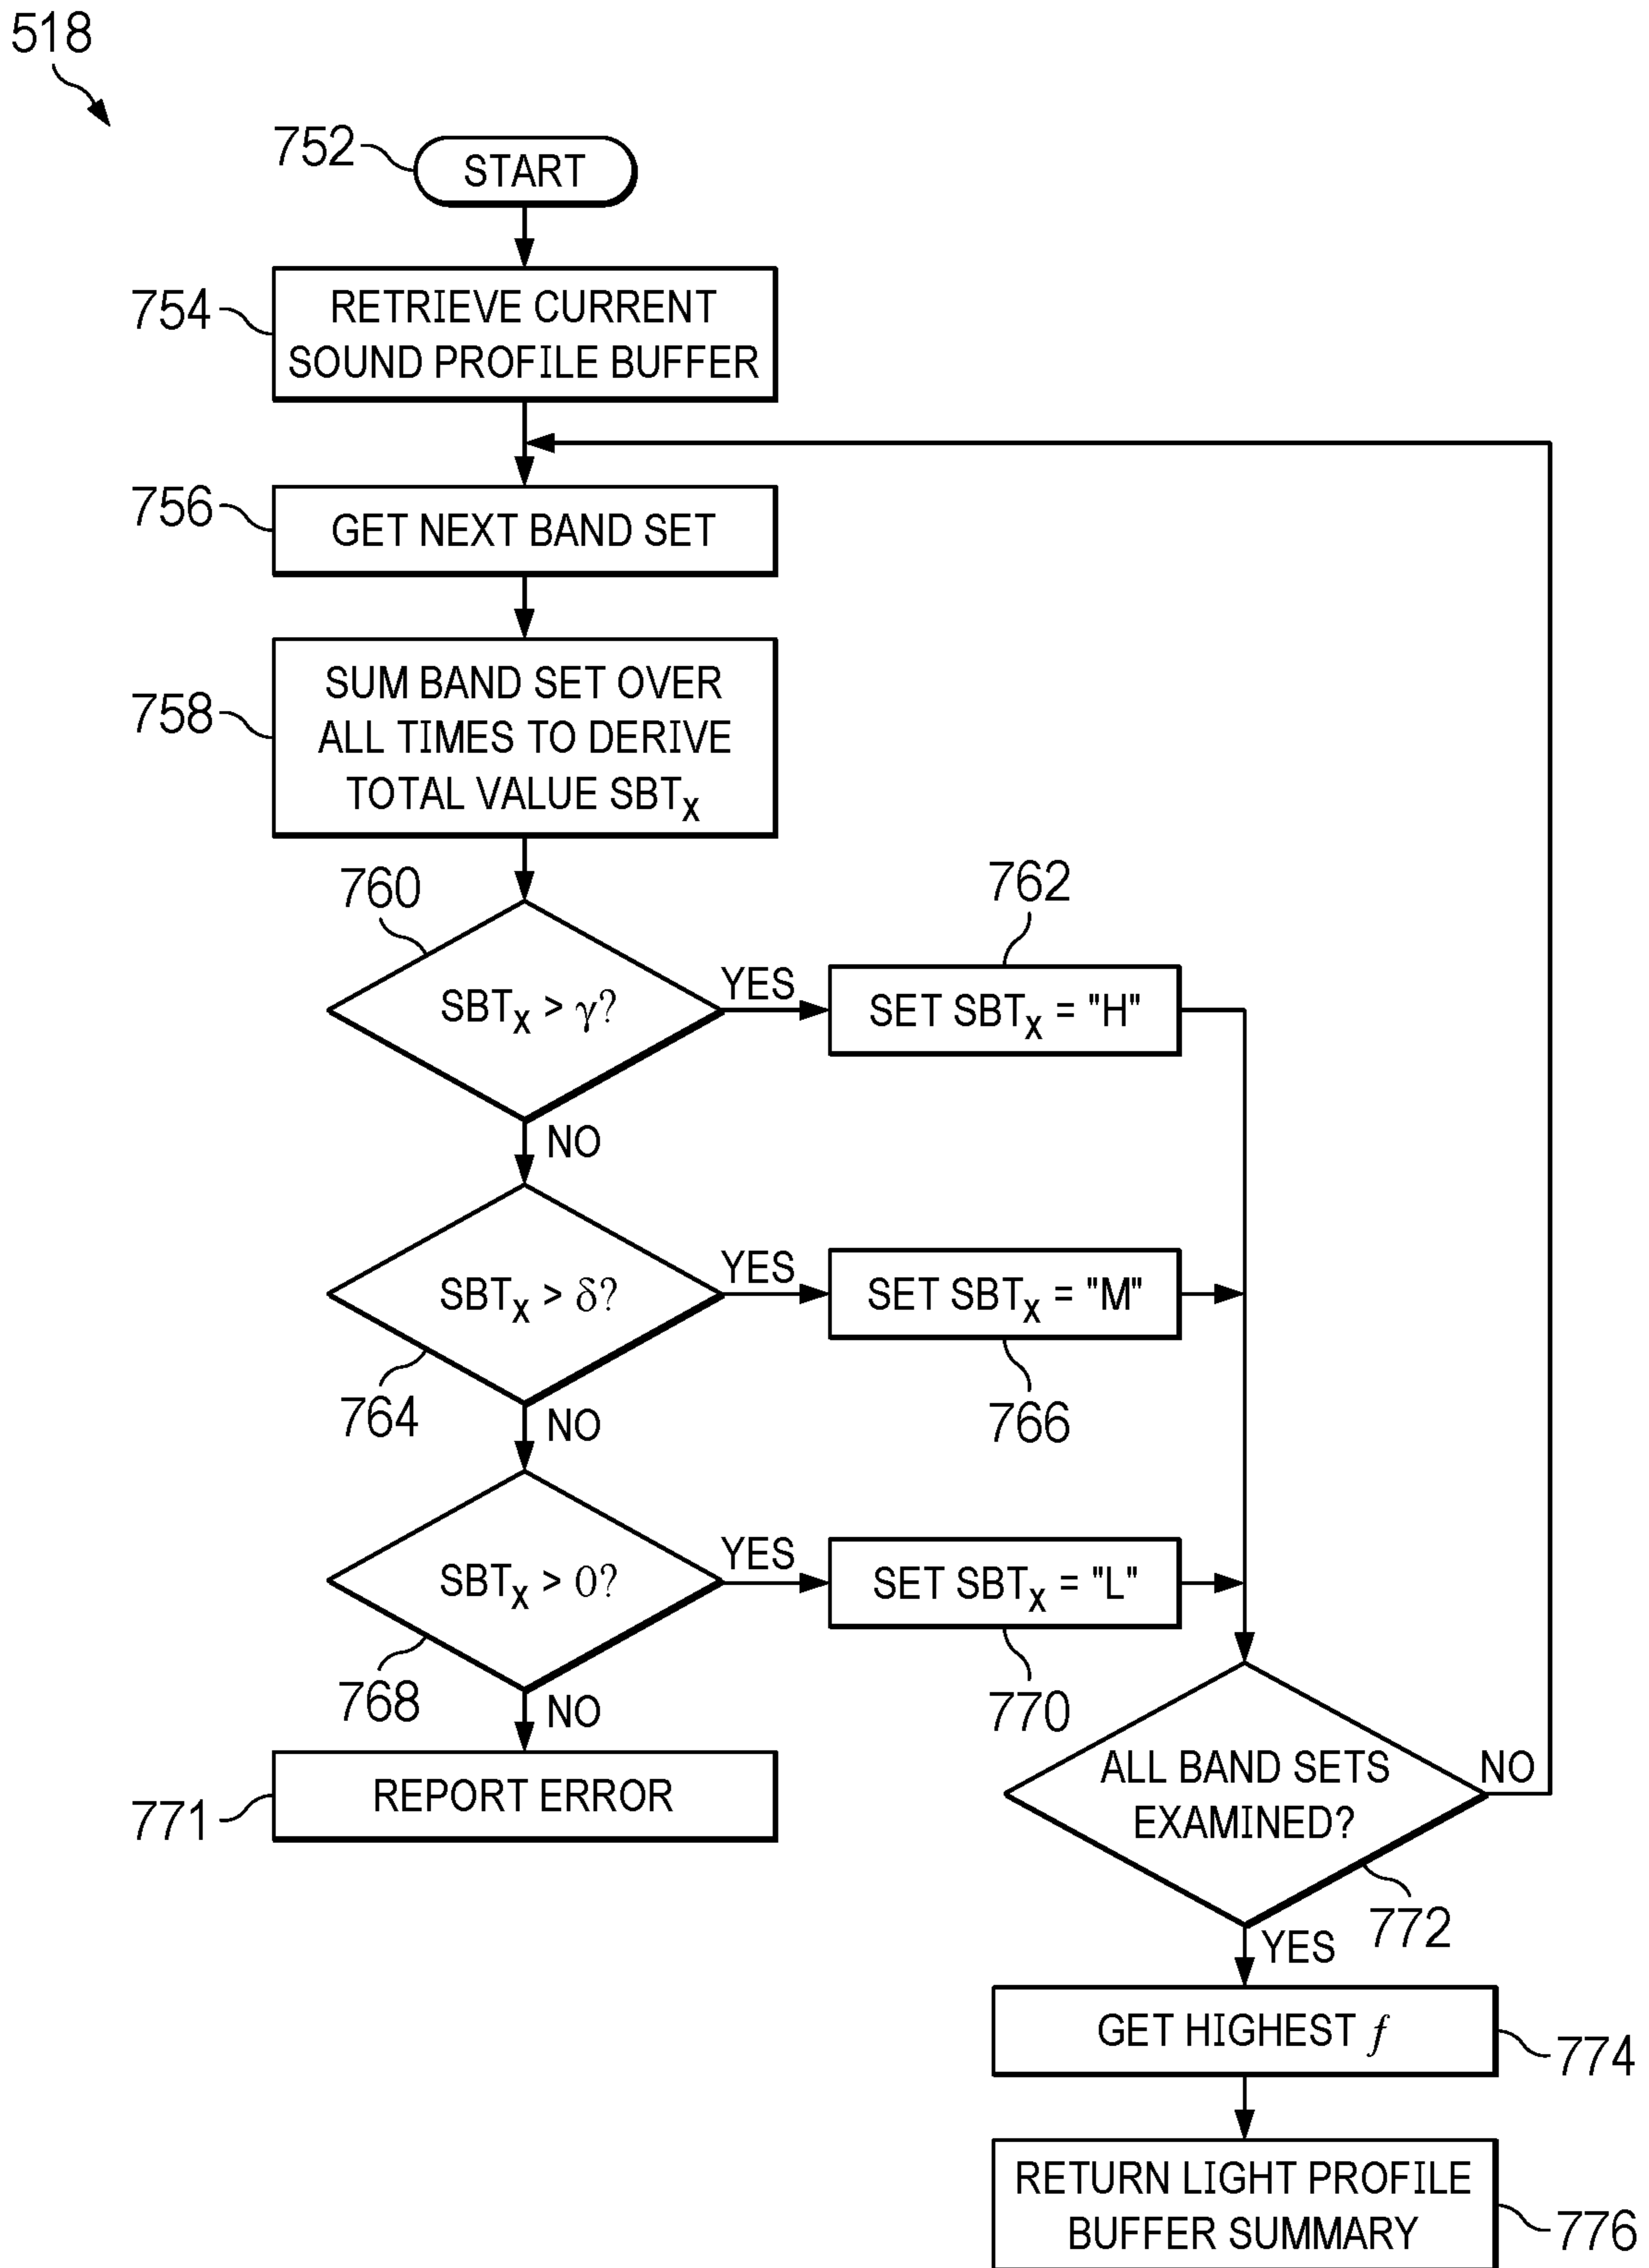 518
752
START
754
RETRIEVE CURRENT
SOUND PROFILE BUFFER
756
GET NEXT BAND SET
758
SUM BAND SET OVER
ALL TIMES TO DERIVE
TOTAL VALUE SBTx
760
SBTx > γ?
YES
762
SET SBTx = "H"
NO
SBTx > δ?
764
YES
SET SBTx = "M"
766
NO
SBTx > 0?
768
YES
SET SBTx = "L"
770
NO
771
REPORT ERROR
ALL BAND SETS
EXAMINED?
NO
772
YES
GET HIGHEST f
774
RETURN LIGHT PROFILE
BUFFER SUMMARY
776